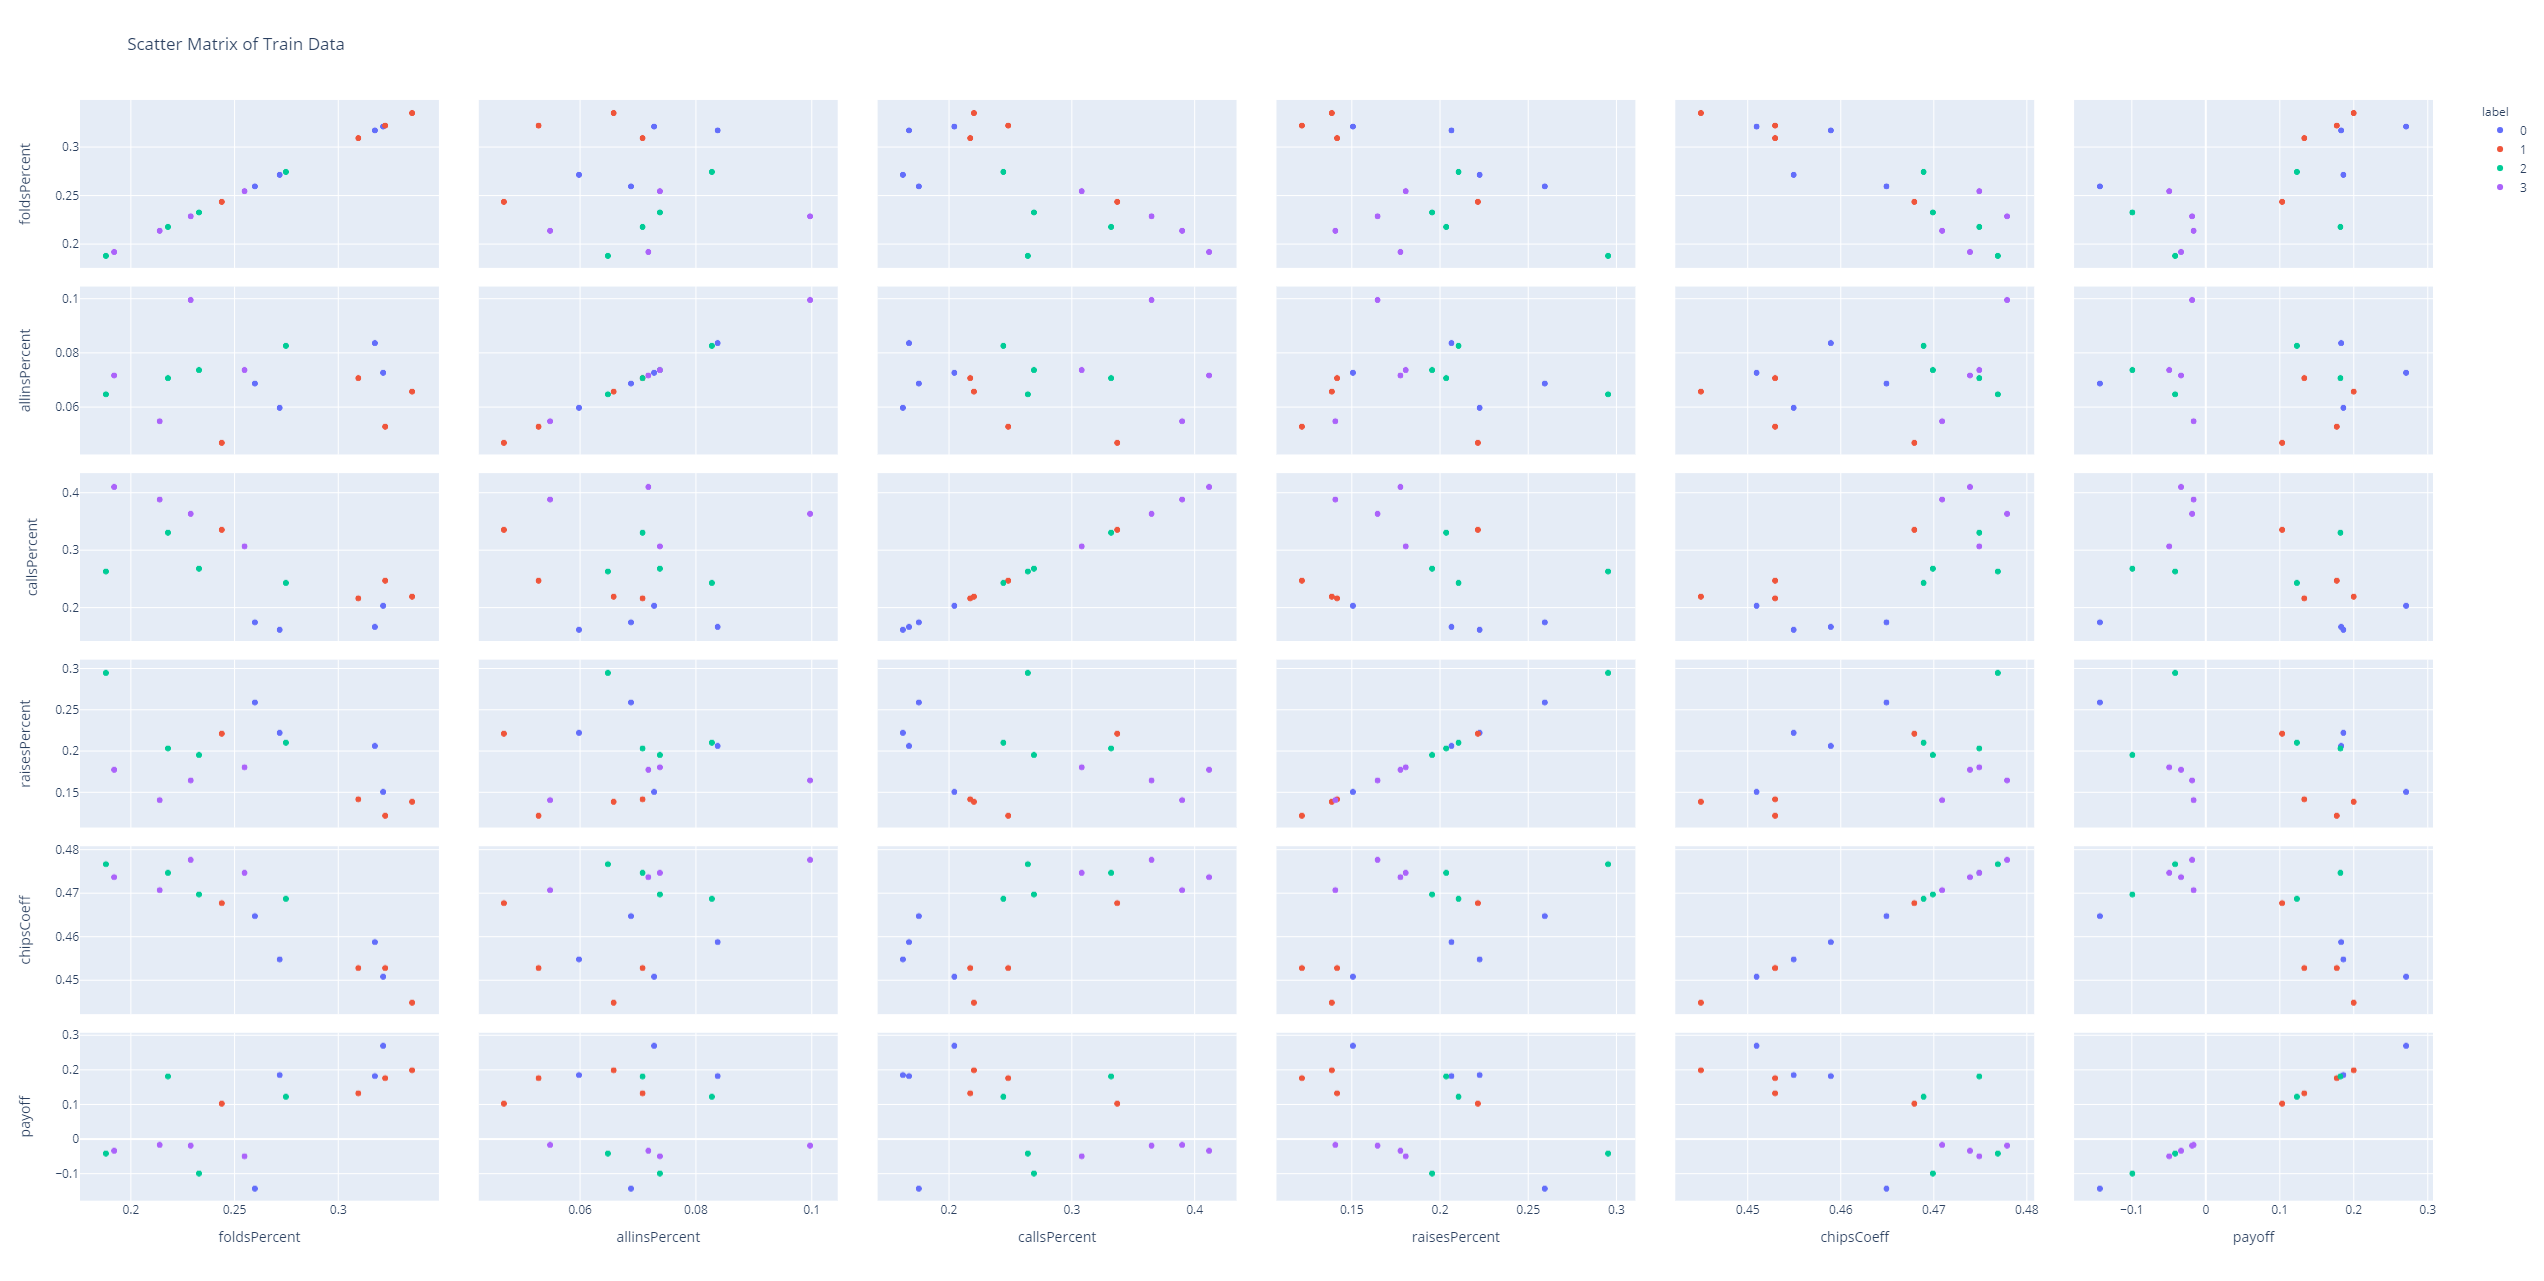 Scatter Matrix of Train Data
label
0
1
2
3
foldsPercent
0.3
0.25
0.2
allinsPercent
0.1
0.08
0.06
callsPercent
0.4
0.3
0.2
raisesPercent
0.3
0.25
0.2
0.15
chipsCoeff
0.48
0.47
0.46
0.45
payoff
0.3
0.2
0.1
0
−0.1
0.2 0.25 0.3 0.06 0.08 0.1 0.2 0.3 0.4 0.15 0.2 0.25 0.3 0.45 0.46 0.47 0.48 −0.1 0 0.1 0.2 0.3
foldsPercent allinsPercent callsPercent raisesPercent chipsCoeff payoff